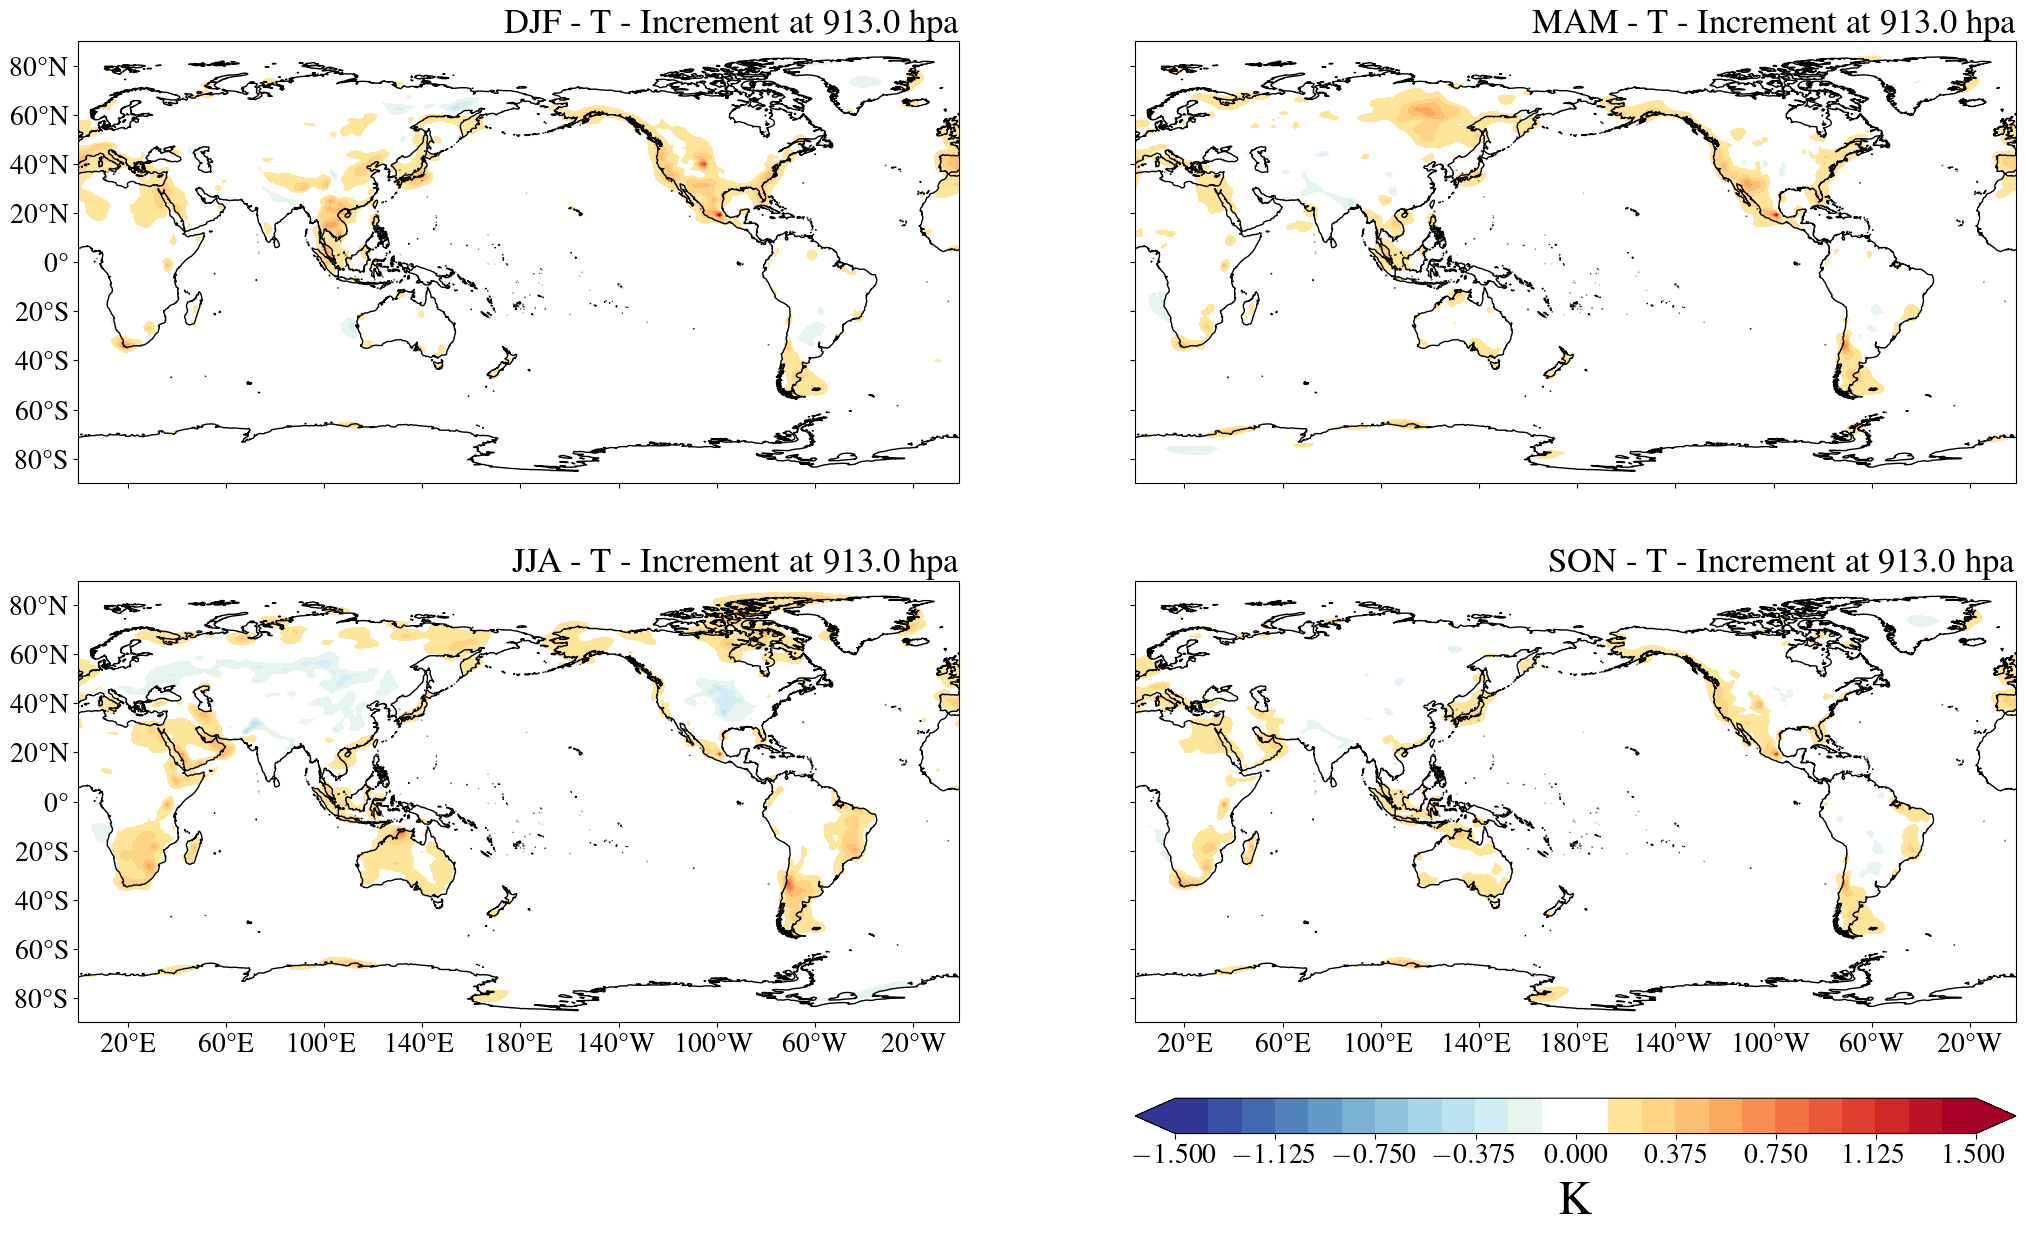 DJF - T - Increment at 913.0 hpa
MAM - T - Increment at 913.0 hpa
80°N
60°N
40°N
20°N
0°
20°S
40°S
60°S
80°S
JJA - T - Increment at 913.0 hpa
SON - T - Increment at 913.0 hpa
80°N
60°N
40°N
20°N
0°
20°S
40°S
60°S
80°S
20°E 60°E 100°E 140°E 180°E 140°W 100°W 60°W 20°W
20°E 60°E 100°E 140°E 180°E 140°W 100°W 60°W 20°W
−1.500 −1.125 −0.750 −0.375 0.000 0.375 0.750 1.125 1.500
K